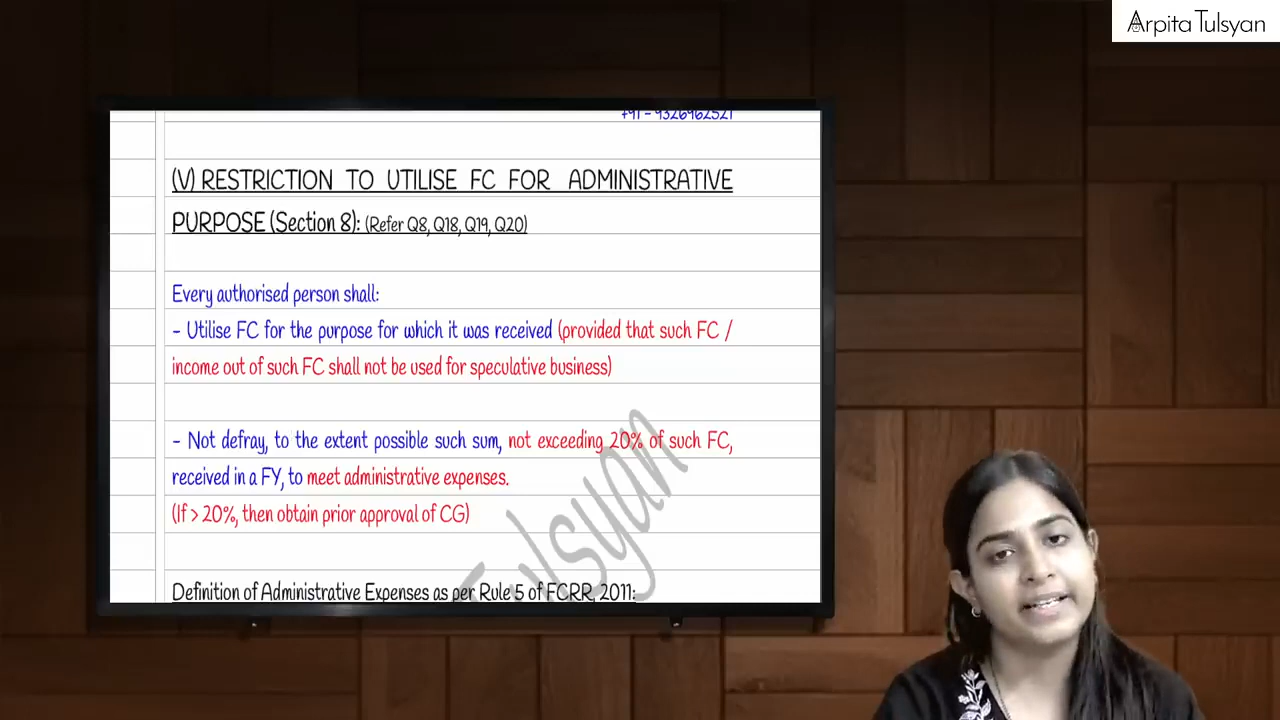 Arpita Tulsyan
+91 - 9326962521
(V) RESTRICTION TO UTILISE FC FOR ADMINISTRATIVE
PURPOSE (Section 8): (Refer Q8, Q18, Q19, Q20)
Every authorised person shall:
- Utilise FC for the purpose for which it was received (provided that such FC /
income out of such FC shall not be used for speculative business)
- Not defray, to the extent possible such sum, not exceeding 20% of such FC,
received in a FY, to meet administrative expenses.
(If > 20%, then obtain prior approval of CG)
Tulsyan
Definition of Administrative Expenses as per Rule 5 of FCRR, 2011: